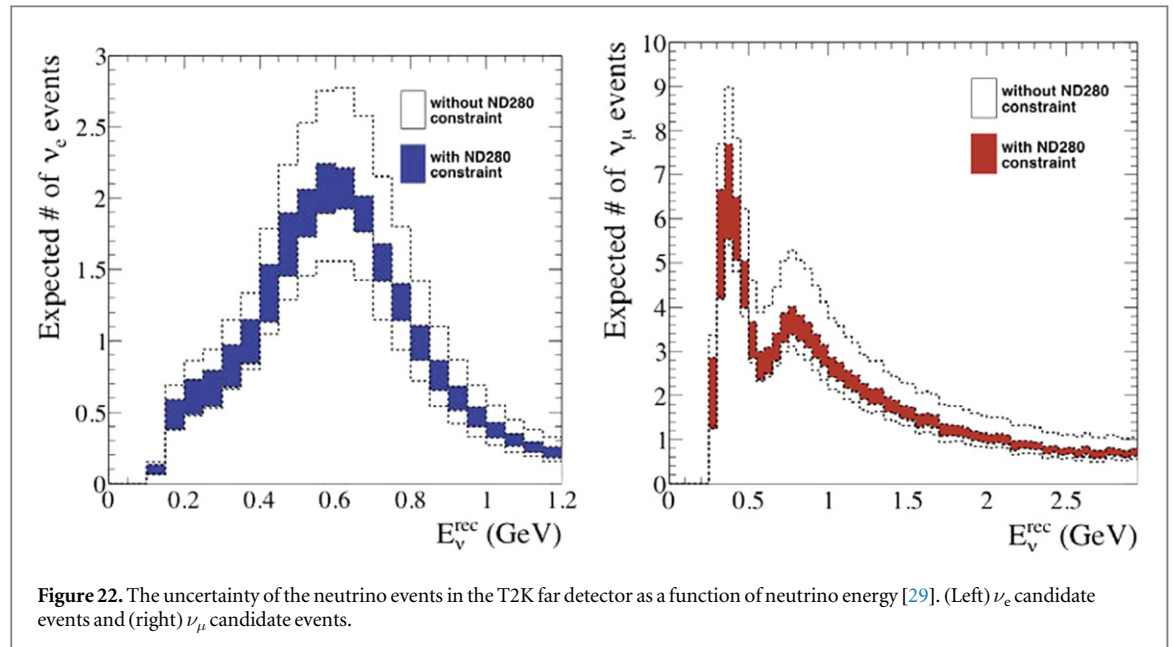 Expected # of νe events
3
2.5
2
1.5
1
0.5
0
0
0.2
0.4
0.6
0.8
1
1.2
E_ν^rec (GeV)
without ND280
constraint
with ND280
constraint
Expected # of νμ events
10
9
8
7
6
5
4
3
2
1
0
0
0.5
1
1.5
2
2.5
E_ν^rec (GeV)
without ND280
constraint
with ND280
constraint
Figure 22. The uncertainty of the neutrino events in the T2K far detector as a function of neutrino energy [29]. (Left) νe candidate
events and (right) νμ candidate events.